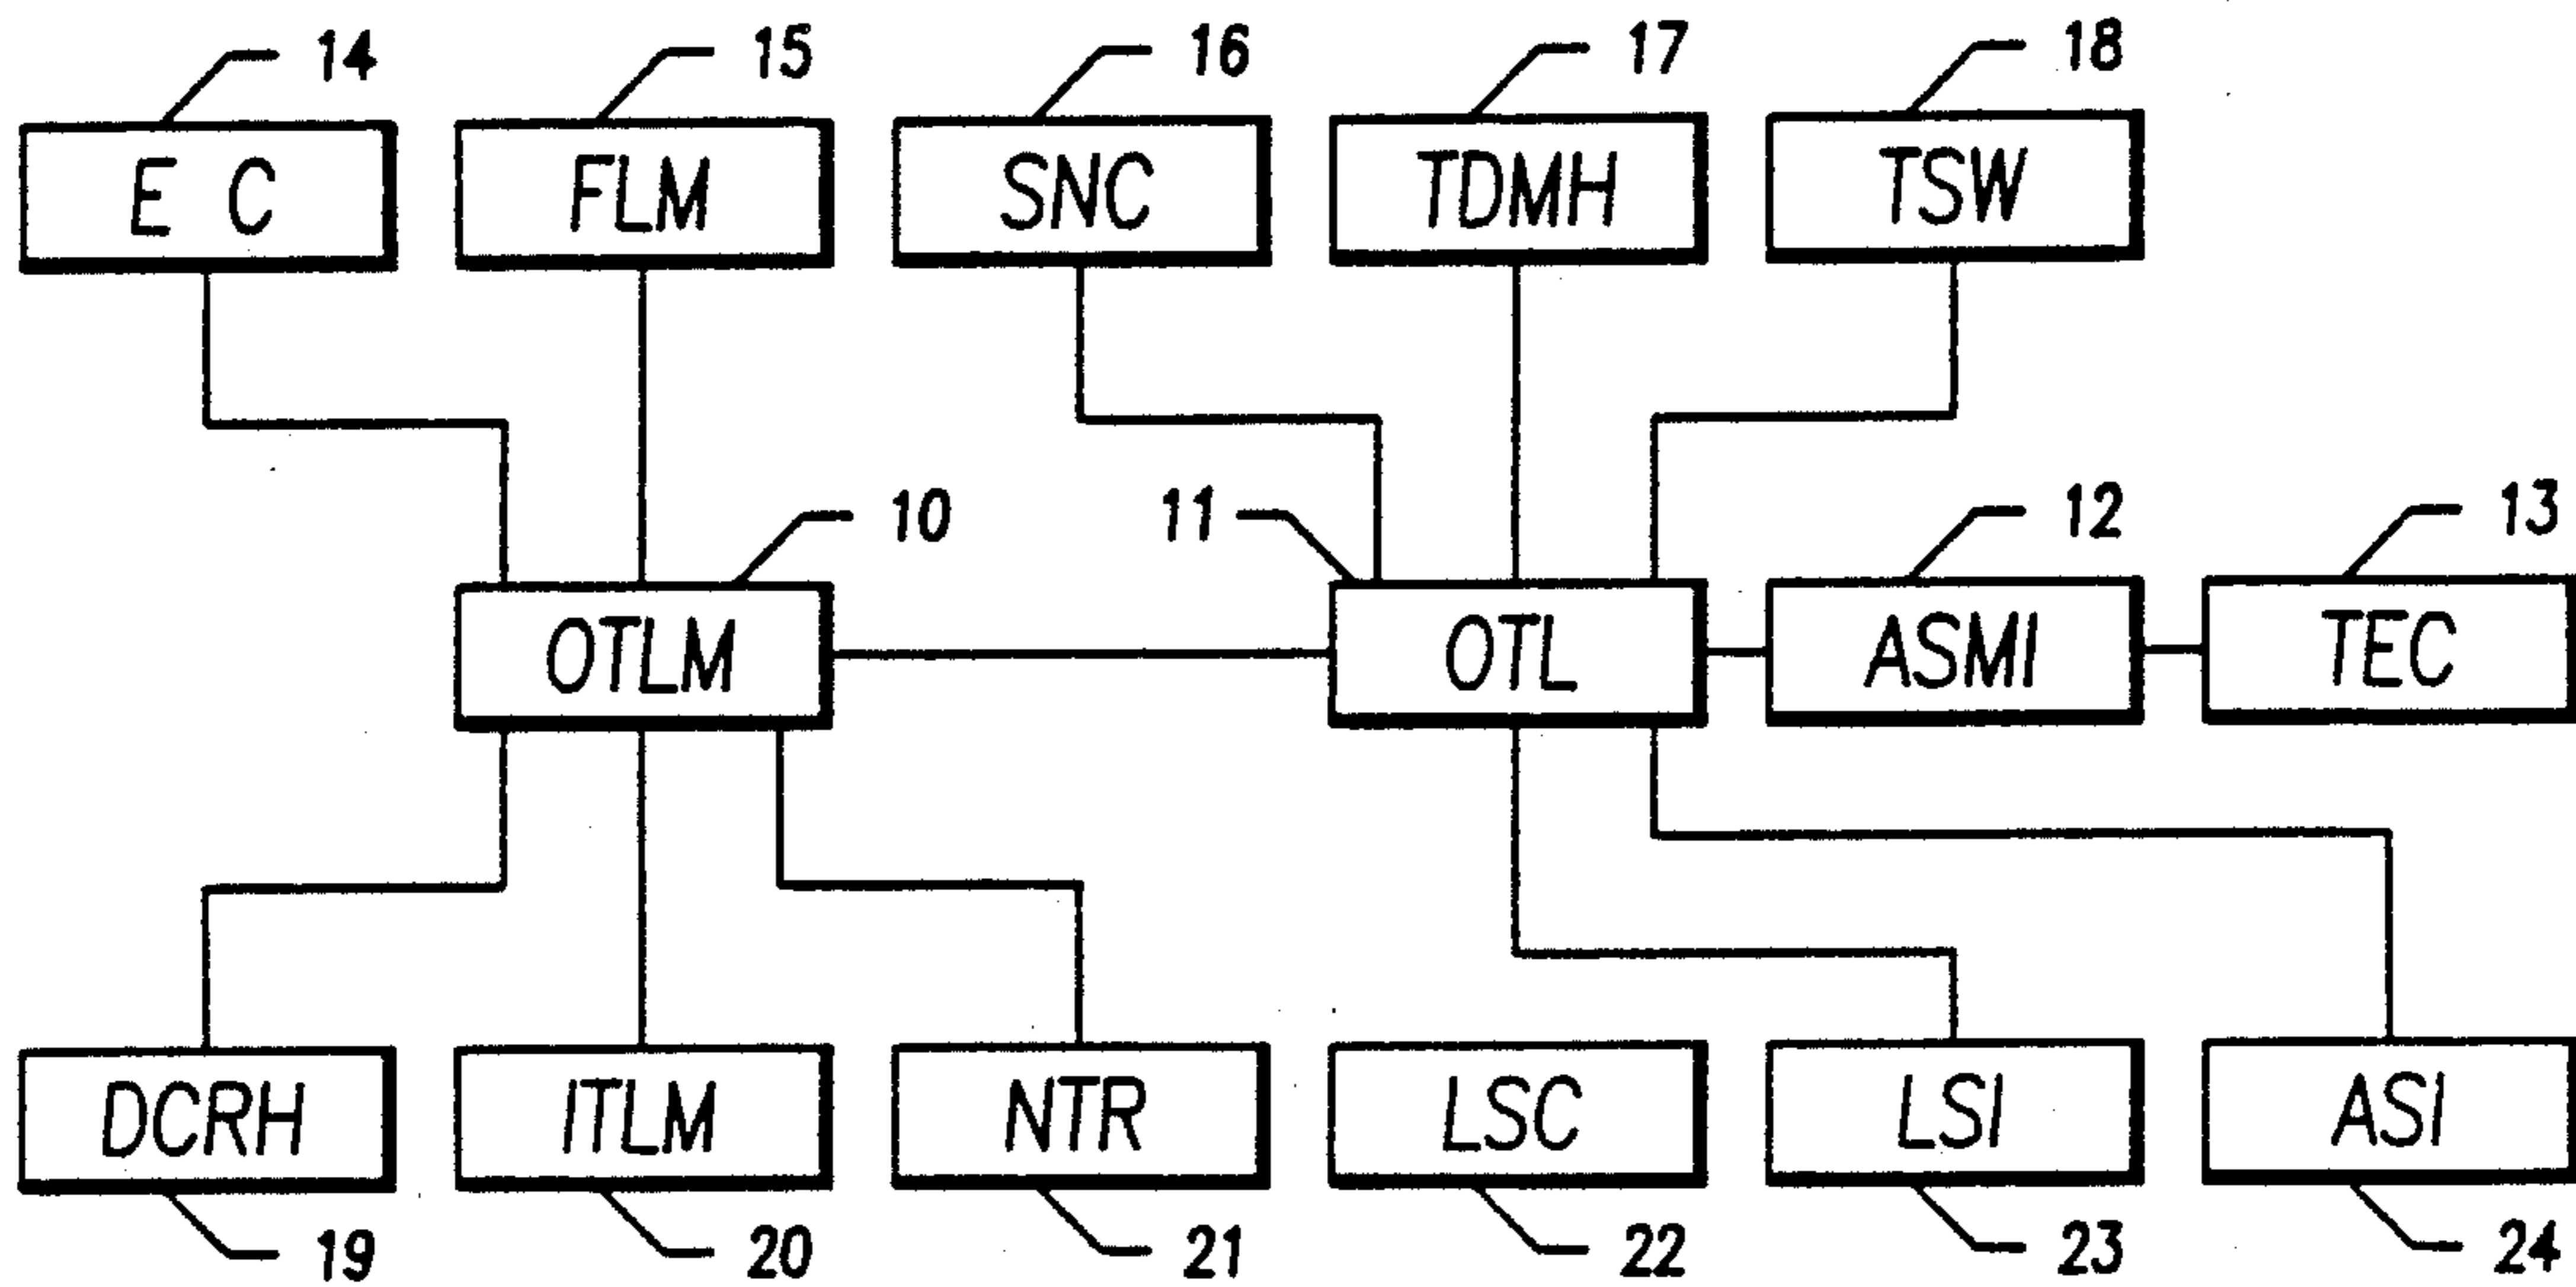 14 15 16 17 18
E C FLM SNC TDMH TSW
10 11 12 13
OTLM OTL ASMI TEC
DCRH ITLM NTR LSC LSI ASI
19 20 21 22 23 24